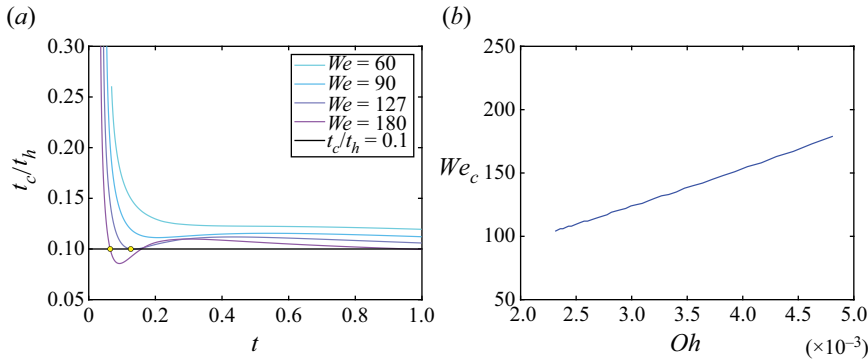 (a)
0.30
0.25
0.20
0.15
0.10
0.05
t_c/t_h
0 0.2 0.4 0.6 0.8 1.0
t
We = 60
We = 90
We = 127
We = 180
t_c/t_h = 0.1
(b)
250
200
150
100
50
We_c
2.0 2.5 3.0 3.5 4.0 4.5 5.0
Oh (×10⁻³)